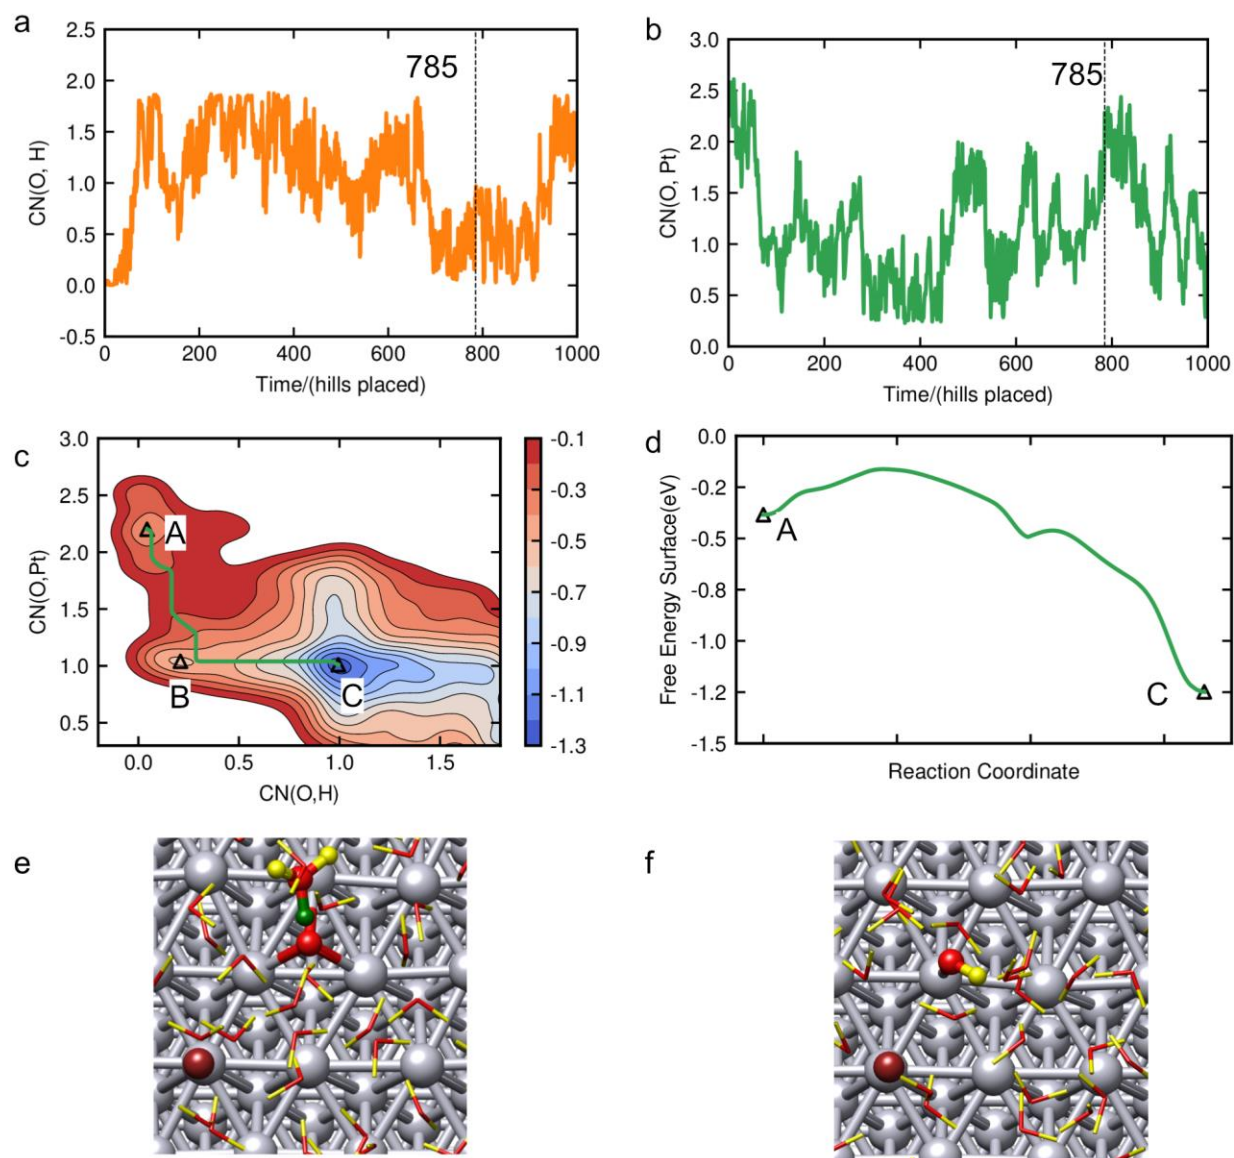 a
2.5
2.0
1.5
1.0
0.5
0.0
-0.5
CN(O, H)
785
0 200 400 600 800 1000
Time/(hills placed)
b
3.0
2.5
2.0
1.5
1.0
0.5
0.0
CN(O, Pt)
785
0 200 400 600 800 1000
Time/(hills placed)
c
3.0
2.5
2.0
1.5
1.0
0.5
CN(O,Pt)
A
B
C
0.0 0.5 1.0 1.5
CN(O,H)
-0.1
-0.3
-0.5
-0.7
-0.9
-1.1
-1.3
d
0.0
-0.2
-0.5
-0.8
-1.0
-1.2
-1.5
Free Energy Surface(eV)
A
C
Reaction Coordinate
e
f